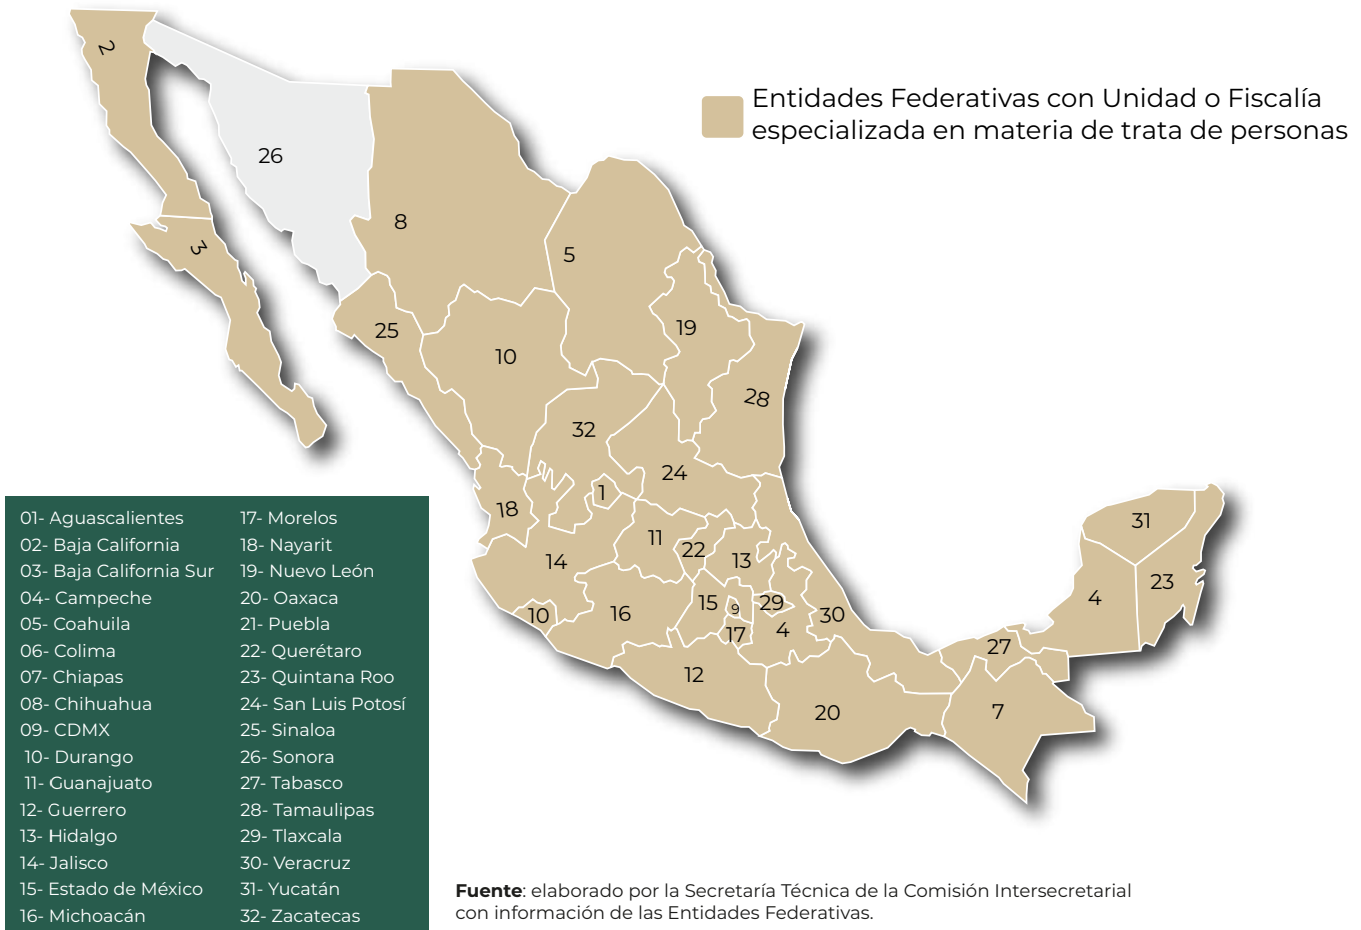 2
26
Entidades Federativas con Unidad o Fiscalía
especializada en materia de trata de personas
8
3
5
25
19
10
28
32
24
1
18
31
11
22
13
14
23
4
15
9
29
10
16
30
17
4
27
12
20
7
01- Aguascalientes
02- Baja California
03- Baja California Sur
04- Campeche
05- Coahuila
06- Colima
07- Chiapas
08- Chihuahua
09- CDMX
10- Durango
11- Guanajuato
12- Guerrero
13- Hidalgo
14- Jalisco
15- Estado de México
16- Michoacán
17- Morelos
18- Nayarit
19- Nuevo León
20- Oaxaca
21- Puebla
22- Querétaro
23- Quintana Roo
24- San Luis Potosí
25- Sinaloa
26- Sonora
27- Tabasco
28- Tamaulipas
29- Tlaxcala
30- Veracruz
31- Yucatán
32- Zacatecas
Fuente: elaborado por la Secretaría Técnica de la Comisión Intersecretarial
con información de las Entidades Federativas.